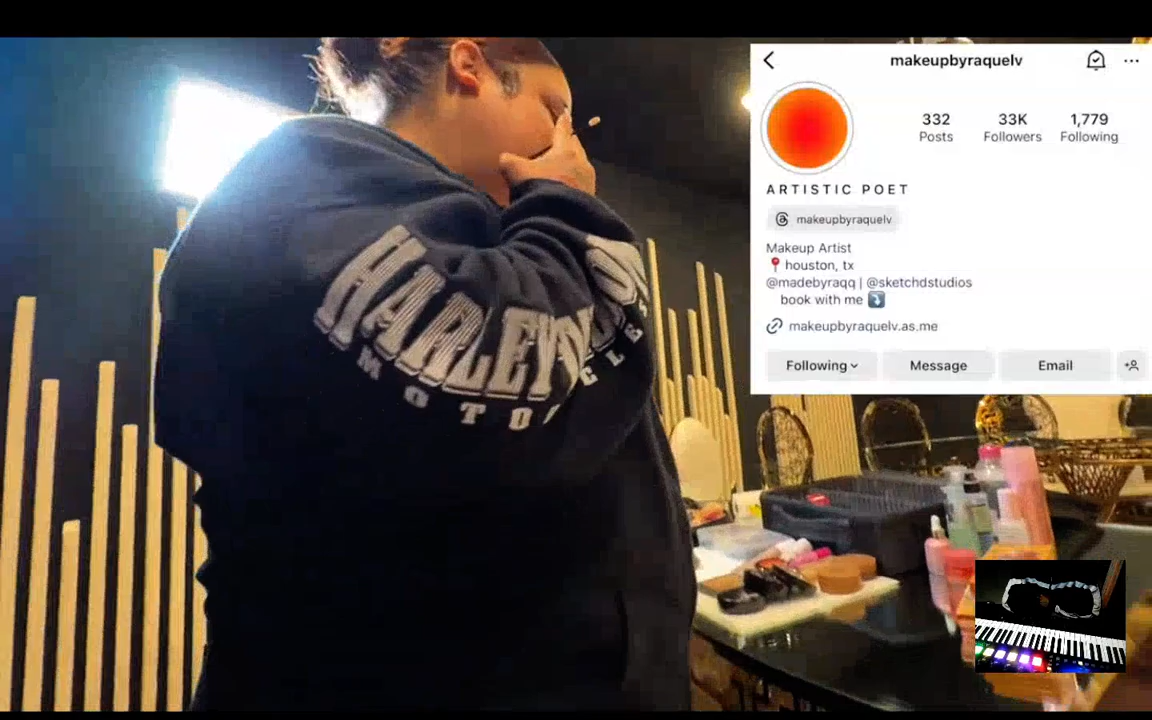 makeupbyraquelv
332
Posts
33K
Followers
1,779
Following
ARTISTIC POET
makeupbyraquelv
Makeup Artist
📍 houston, tx
@madebyraqq | @sketchdstudios
book with me ⤵️
makeupbyraquelv.as.me
Following
Message
Email
HARLEY